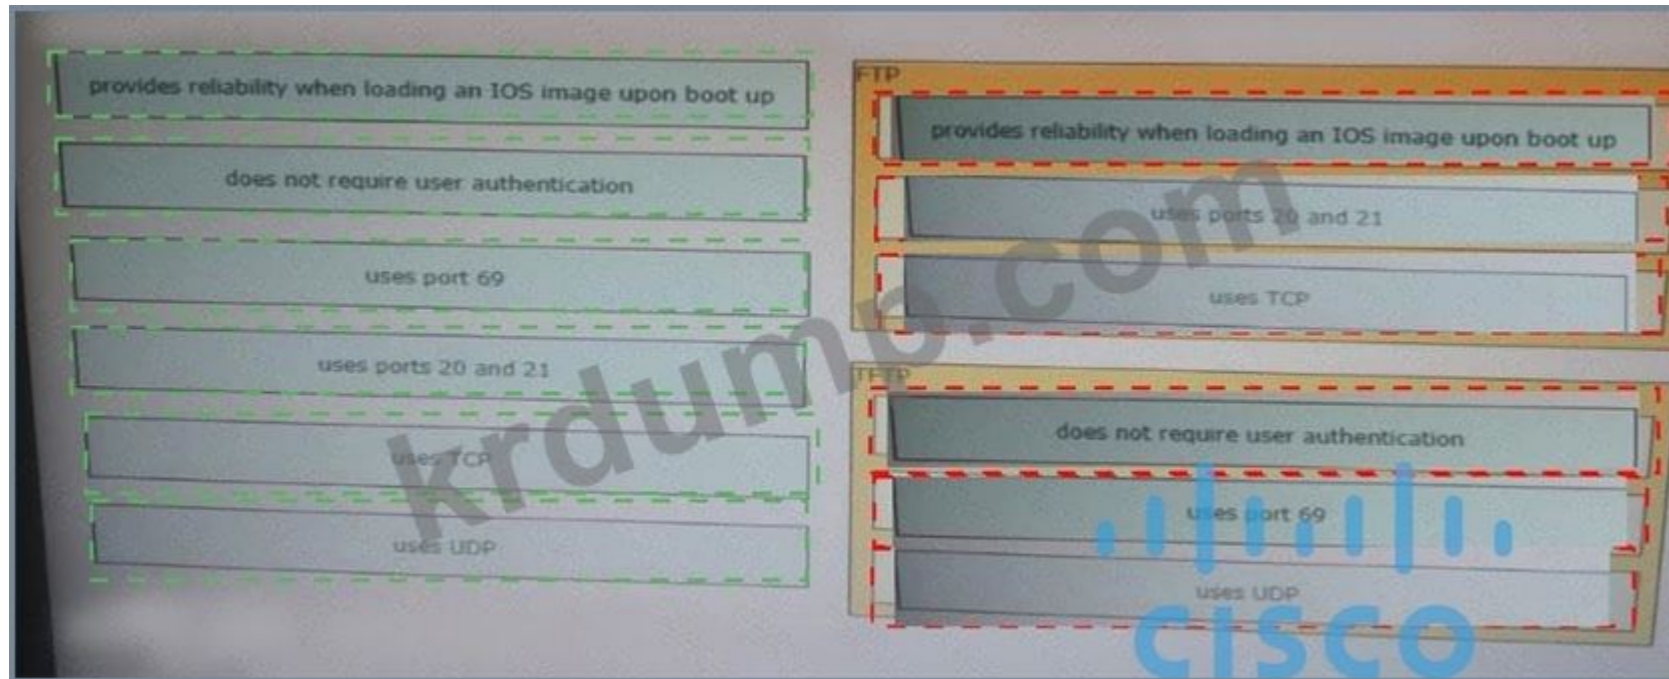 provides reliability when loading an IOS image upon boot up
does not require user authentication
uses port 69
uses ports 20 and 21
uses TCP
uses UDP
FTP
provides reliability when loading an IOS image upon boot up
uses ports 20 and 21
uses TCP
TFTP
does not require user authentication
uses port 69
uses UDP
krdump.com
CISCO